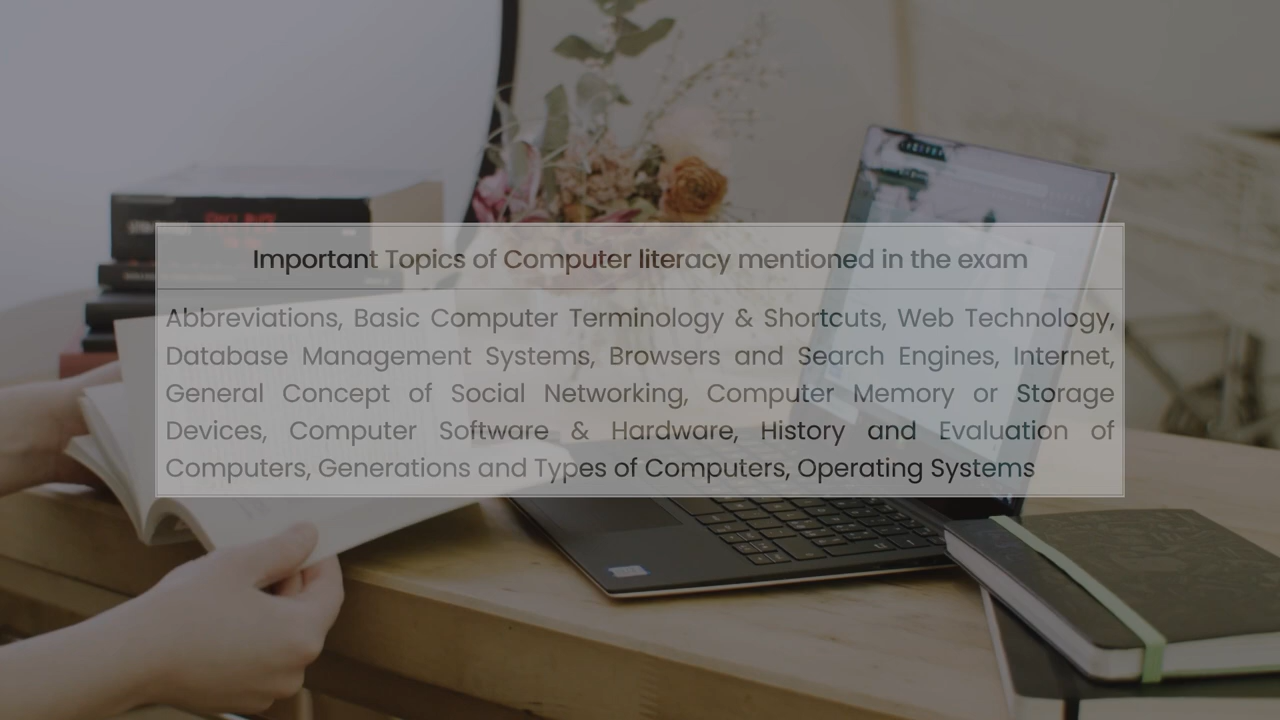 Important Topics of Computer literacy mentioned in the exam
Abbreviations, Basic Computer Terminology & Shortcuts, Web Technology,
Database Management Systems, Browsers and Search Engines, Internet,
General Concept of Social Networking, Computer Memory or Storage
Devices, Computer Software & Hardware, History and Evaluation of
Computers, Generations and Types of Computers, Operating Systems